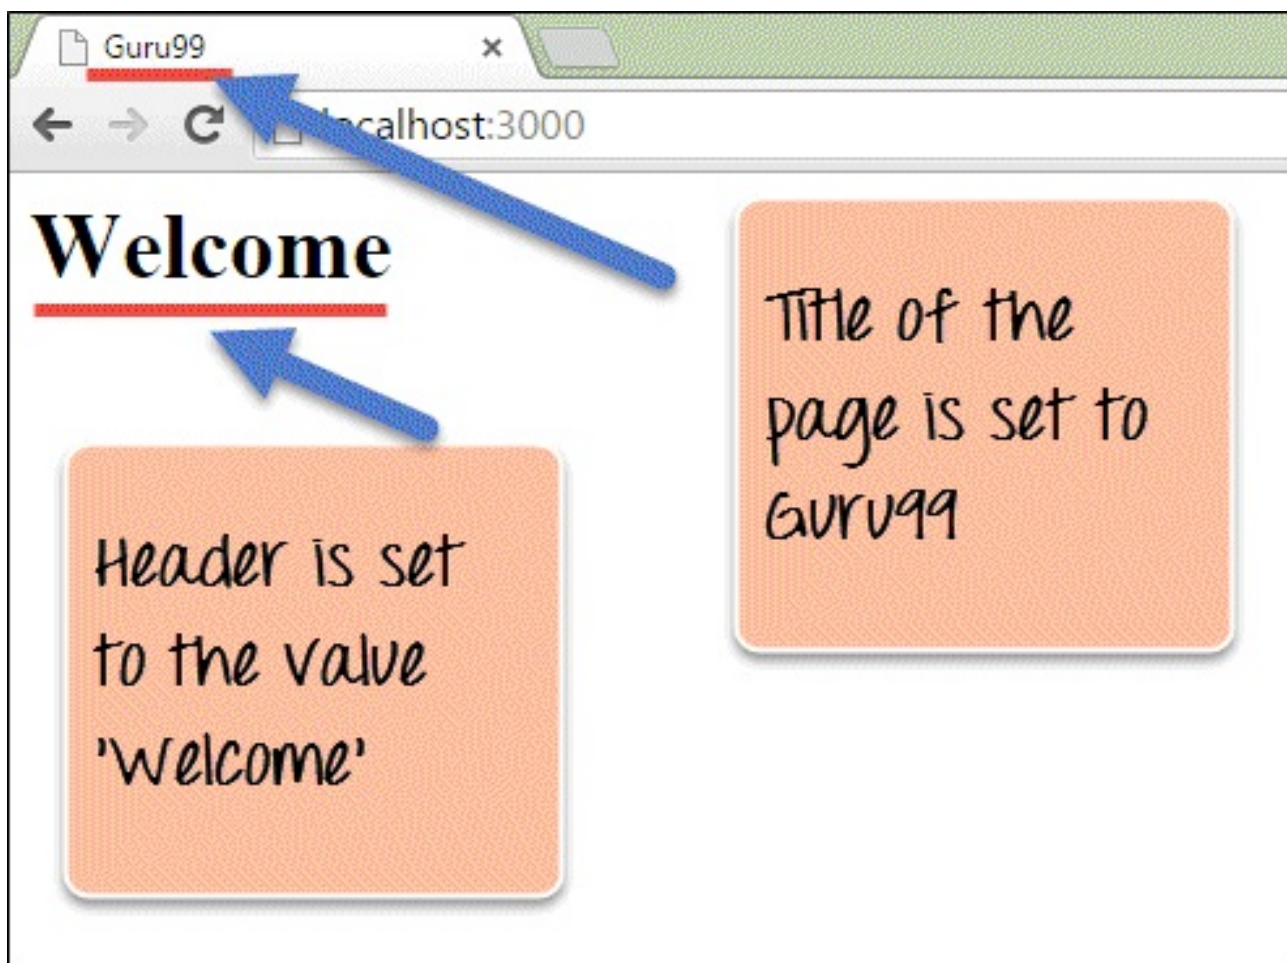 Guru99
localhost:3000
Welcome
Title of the
page is set to
Guru99
Header is set
to the value
'Welcome'